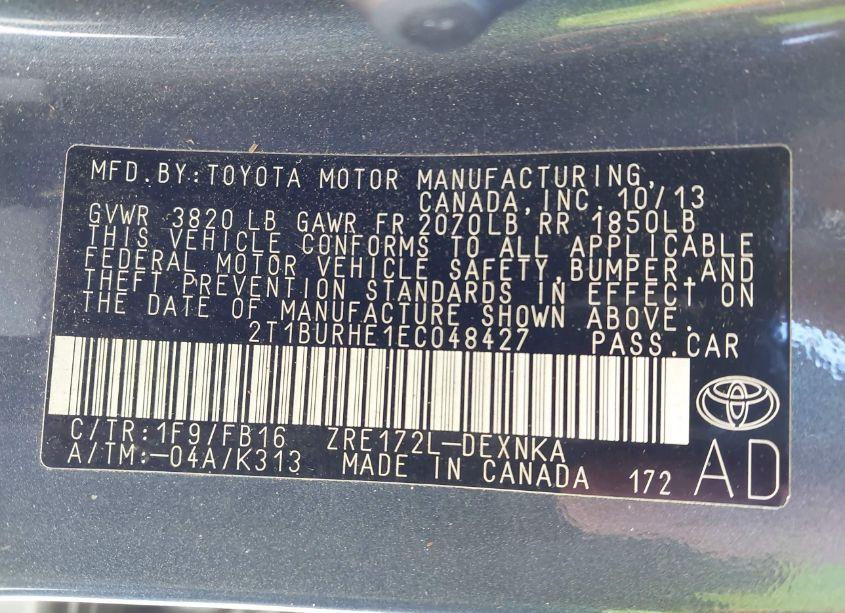 MFD.BY:TOYOTA MOTOR MANUFACTURING,
CANADA, INC. 10/13
GVWR 3820 LB GAWR FR 2070LB RR 1850LB
THIS VEHICLE CONFORMS TO ALL APPLICABLE
FEDERAL MOTOR VEHICLE SAFETY,BUMPER,AND
THEFT PREVENTION STANDARDS IN EFFECT ON
THE DATE OF MANUFACTURE SHOWN ABOVE.
2T1BURHE1EC048427 PASS.CAR
C/TR:1F9/FB16 ZRE172L-DEXNKA
A/TM:-04A/K313 MADE IN CANADA 172 AD